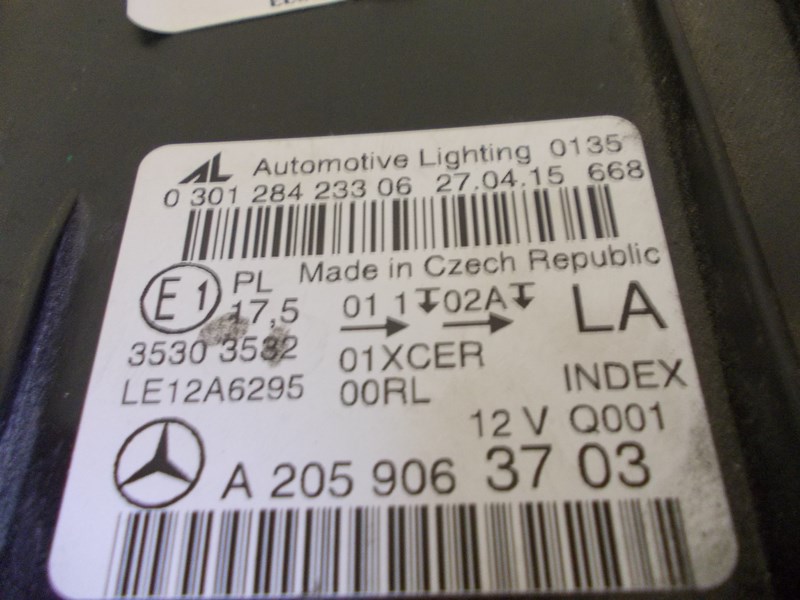 AL Automotive Lighting 0135
0 301 284 233 06 27.04.15 668
Made in Czech Republic
E1 PL
17,5 01 1 02A LA
3530 3532 01XCER
LE12A6295 00RL INDEX
12 V Q001
A 205 906 37 03